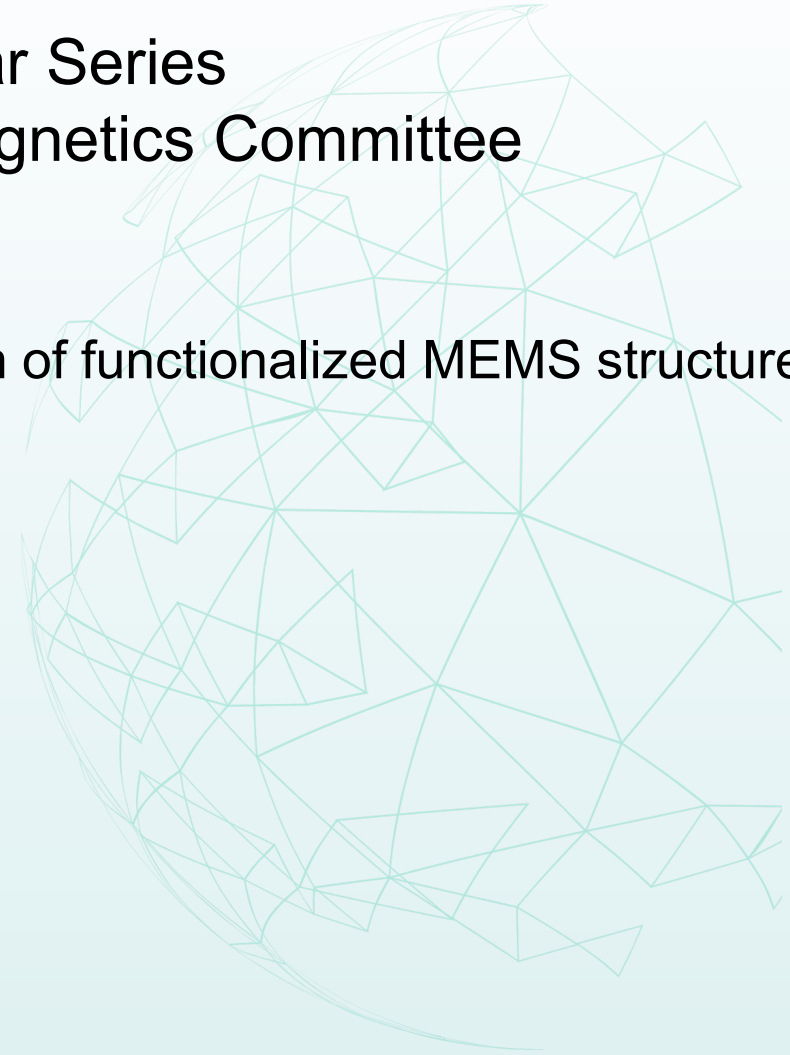 ar Series
gnetics Committee
n of functionalized MEMS structure